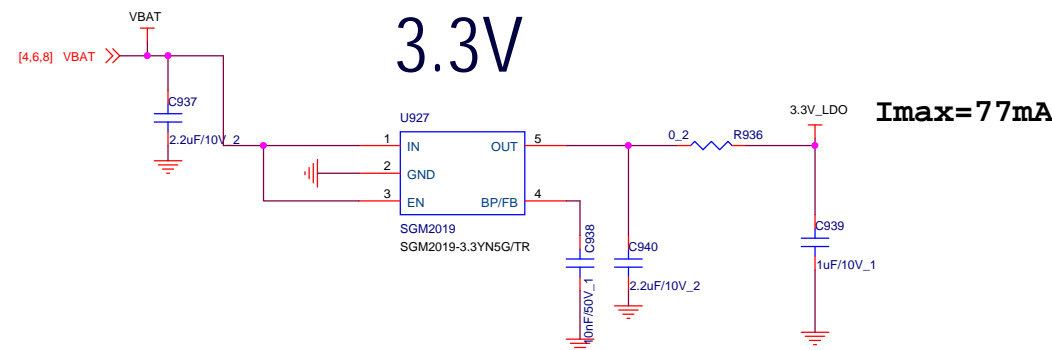 3.3V
VBAT
[4,6,8] VBAT
C937
2.2uF/10V_2
U927
1 IN
2 GND
3 EN
OUT 5
BP/FB 4
SGM2019
SGM2019-3.3YN5G/TR
0_2 R936
3.3V_LDO
Imax=77mA
C938
10nF/50V_1
C940
2.2uF/10V_2
C939
1uF/10V_1